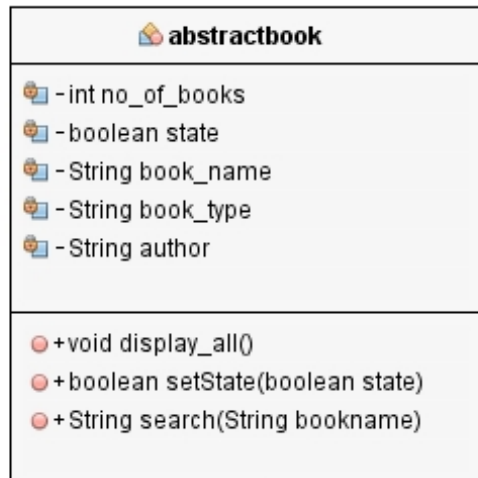 abstractbook
-int no_of_books
-boolean state
-String book_name
-String book_type
-String author
+void display_all()
+boolean setState(boolean state)
+String search(String bookname)